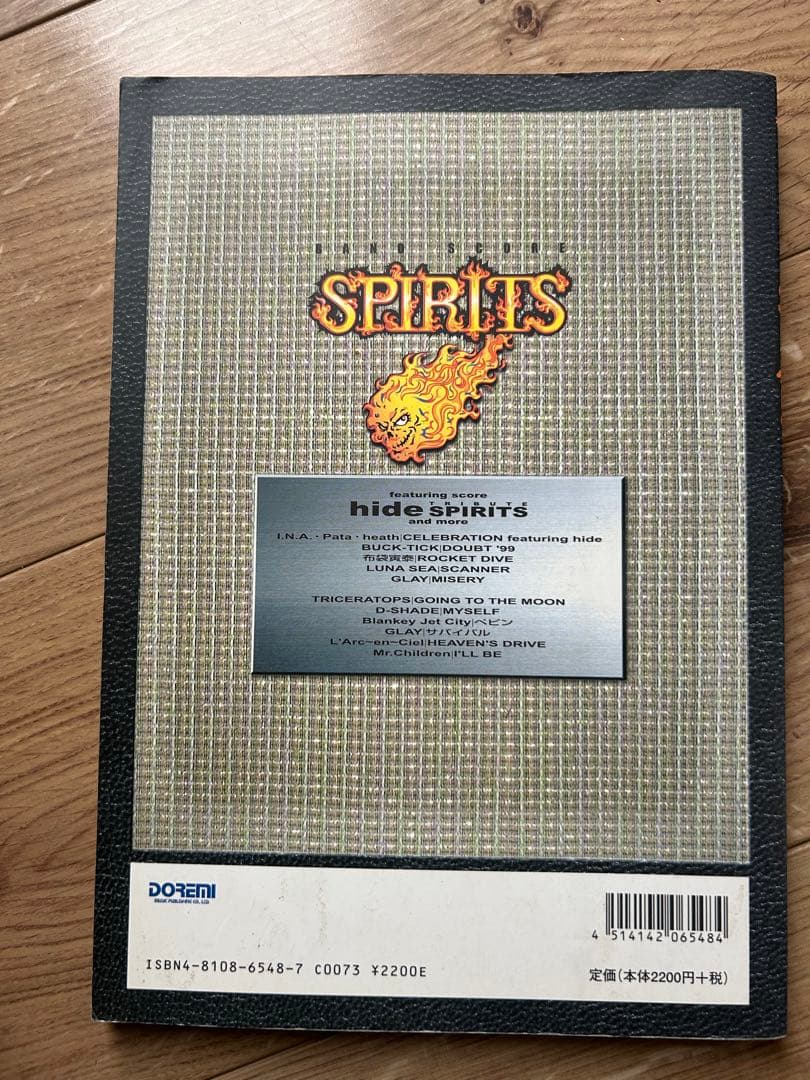 BAND SCORE
SPIRITS
featuring score
hide TRIBUTE SPIRITS
and more
I.N.A.・Pata・heath|CELEBRATION featuring hide
BUCK-TICK|DOUBT '99
布袋寅泰|ROCKET DIVE
LUNA SEA|SCANNER
GLAY|MISERY
TRICERATOPS|GOING TO THE MOON
D-SHADE|MYSELF
Blankey Jet City|ペピン
GLAY|サバイバル
L'Arc~en~Ciel|HEAVEN'S DRIVE
Mr.Children|I'LL BE
DOREMI
MUSIC PUBLISHING CO., LTD.
4 514142 065484
ISBN4-8108-6548-7 C0073 ¥2200E
定価(本体2200円+税)